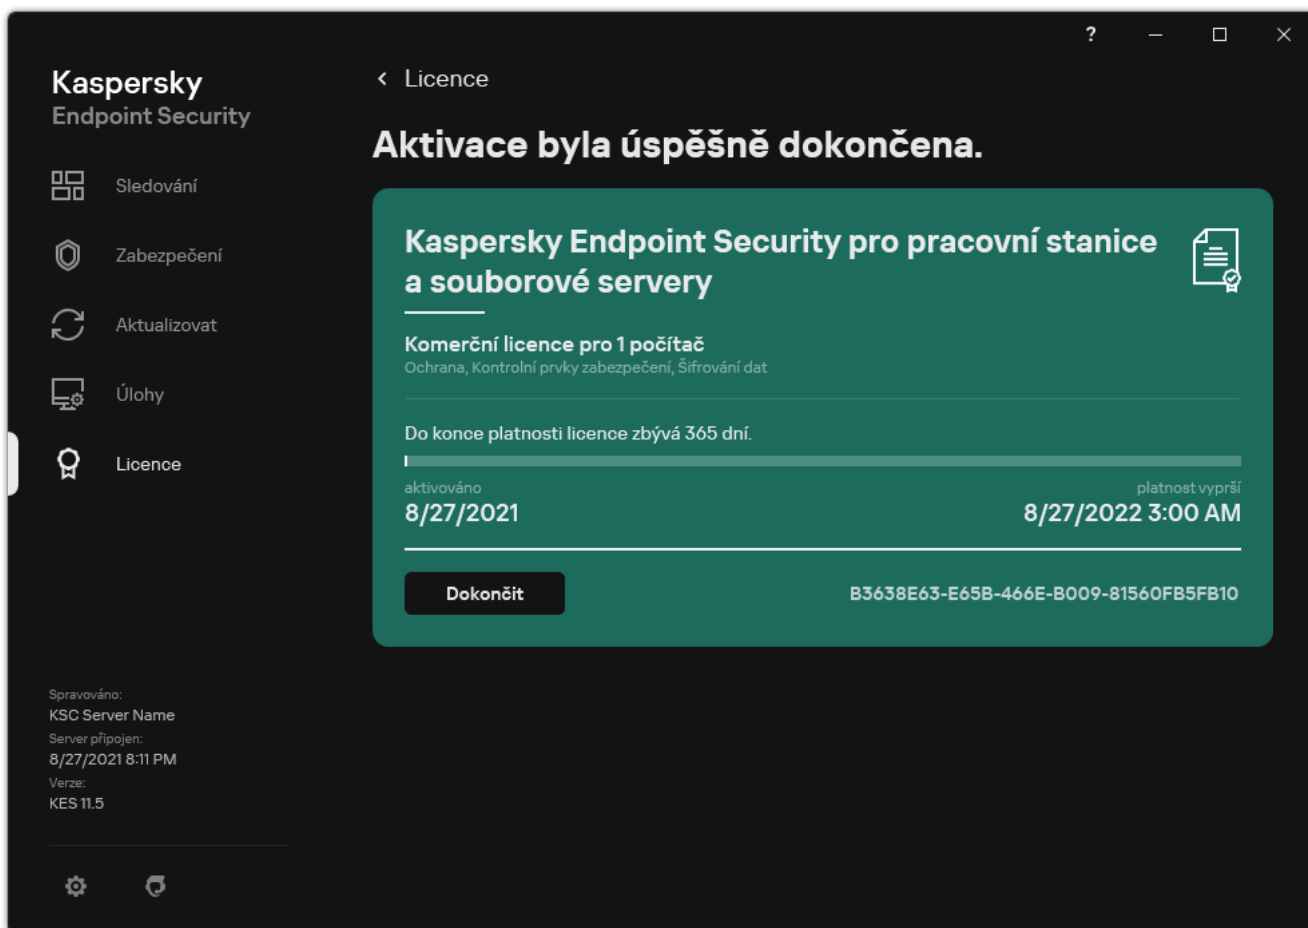 ?
Kaspersky
Endpoint Security
Sledování
Zabezpečení
Aktualizovat
Úlohy
Licence
Spravováno:
KSC Server Name
Server připojen:
8/27/2021 8:11 PM
Verze:
KES 11.5
Licence
Aktivace byla úspěšně dokončena.
Kaspersky Endpoint Security pro pracovní stanice
a souborové servery
Komerční licence pro 1 počítač
Ochrana, Kontrolní prvky zabezpečení, Šifrování dat
Do konce platnosti licence zbývá 365 dní.
aktivováno
8/27/2021
platnost vyprší
8/27/2022 3:00 AM
Dokončit
B3638E63-E65B-466E-B009-81560FB5FB10